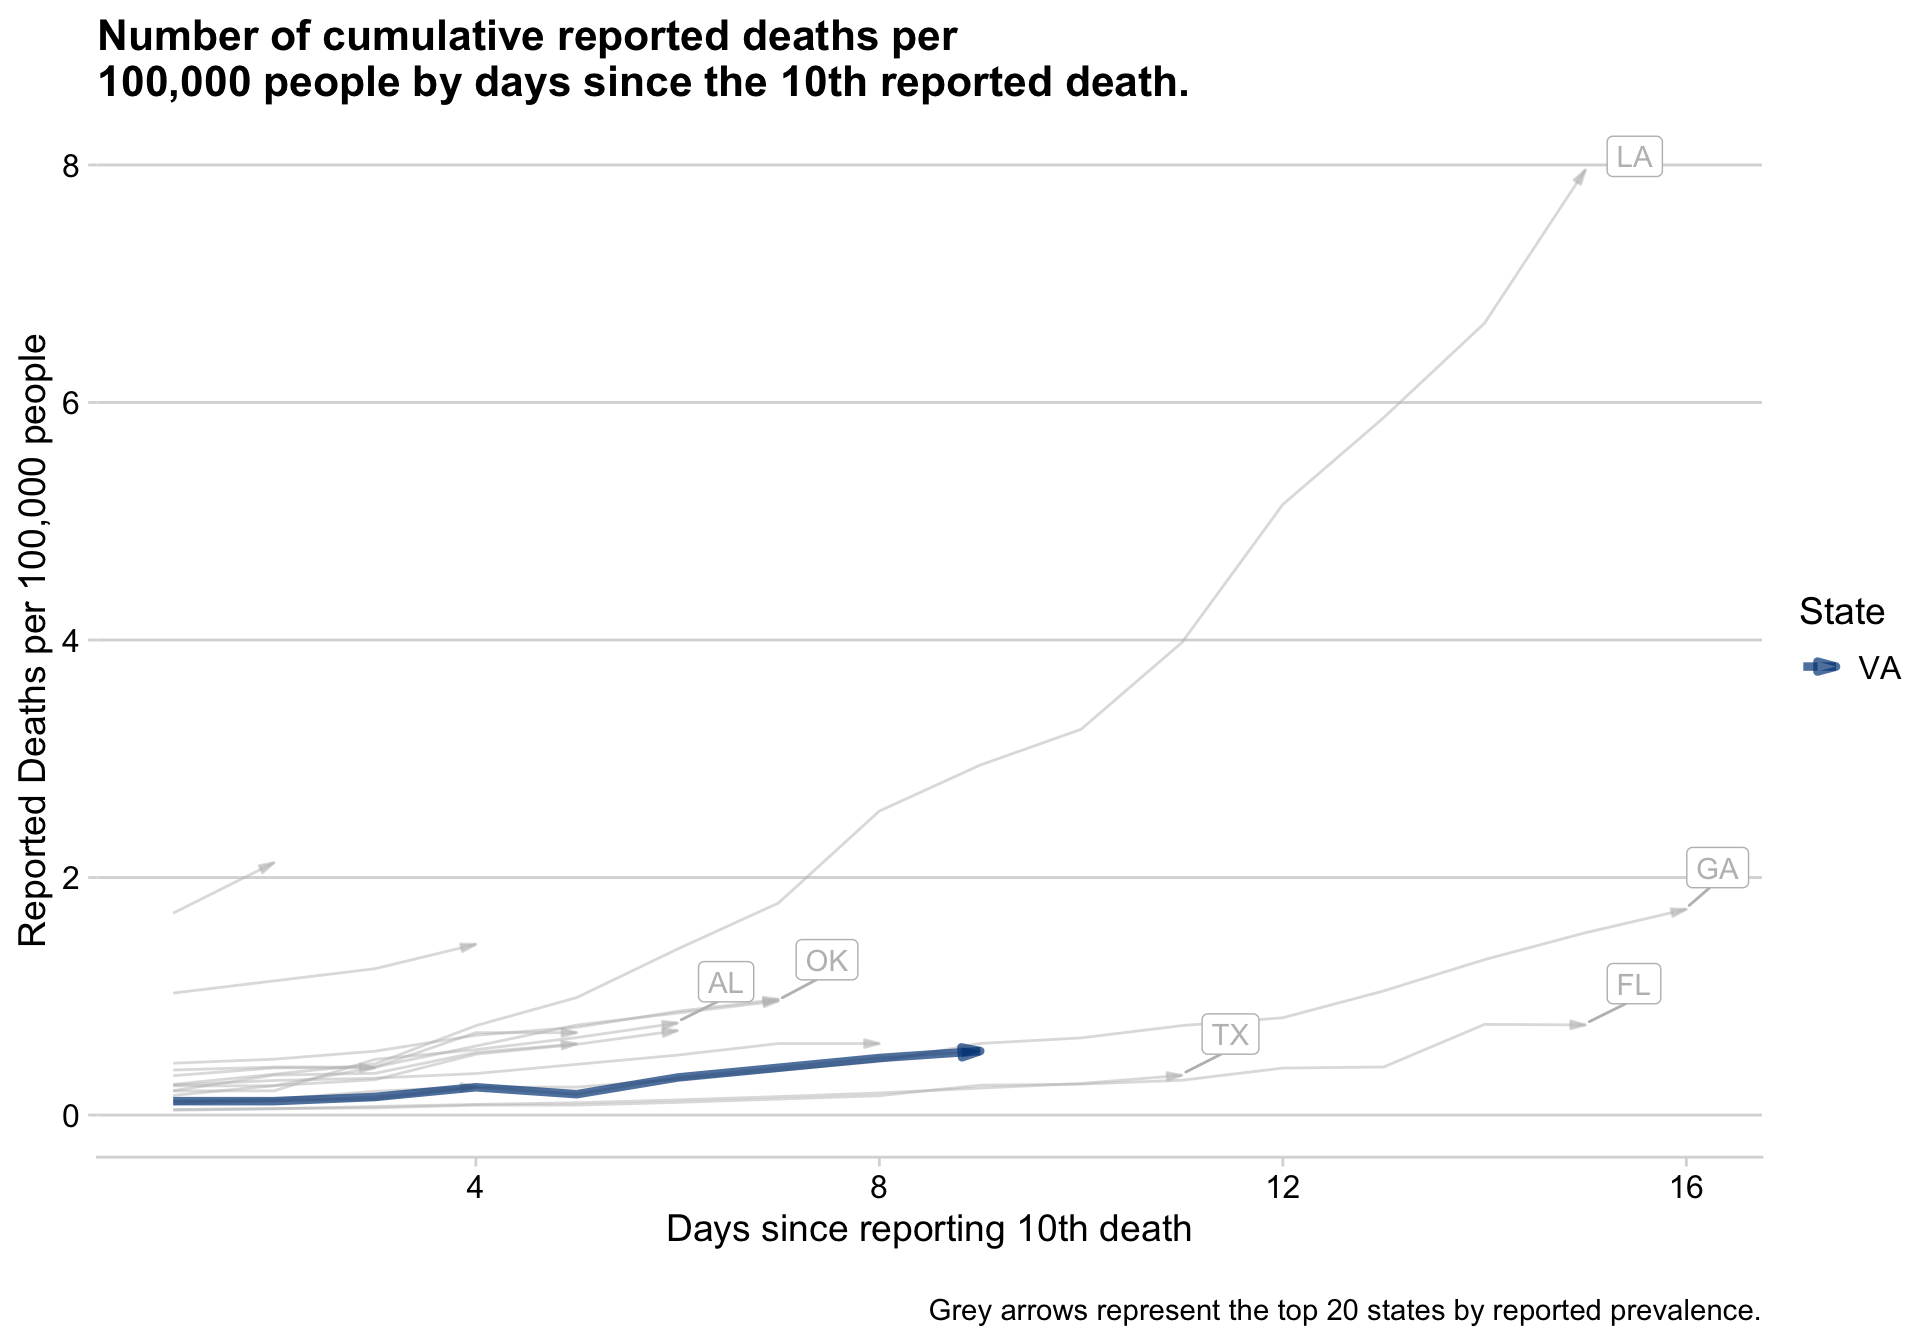 Number of cumulative reported deaths per
100,000 people by days since the 10th reported death.
Reported Deaths per 100,000 people
8
6
4
2
0
LA
GA
OK
AL
FL
TX
State
VA
4
8
12
16
Days since reporting 10th death
Grey arrows represent the top 20 states by reported prevalence.